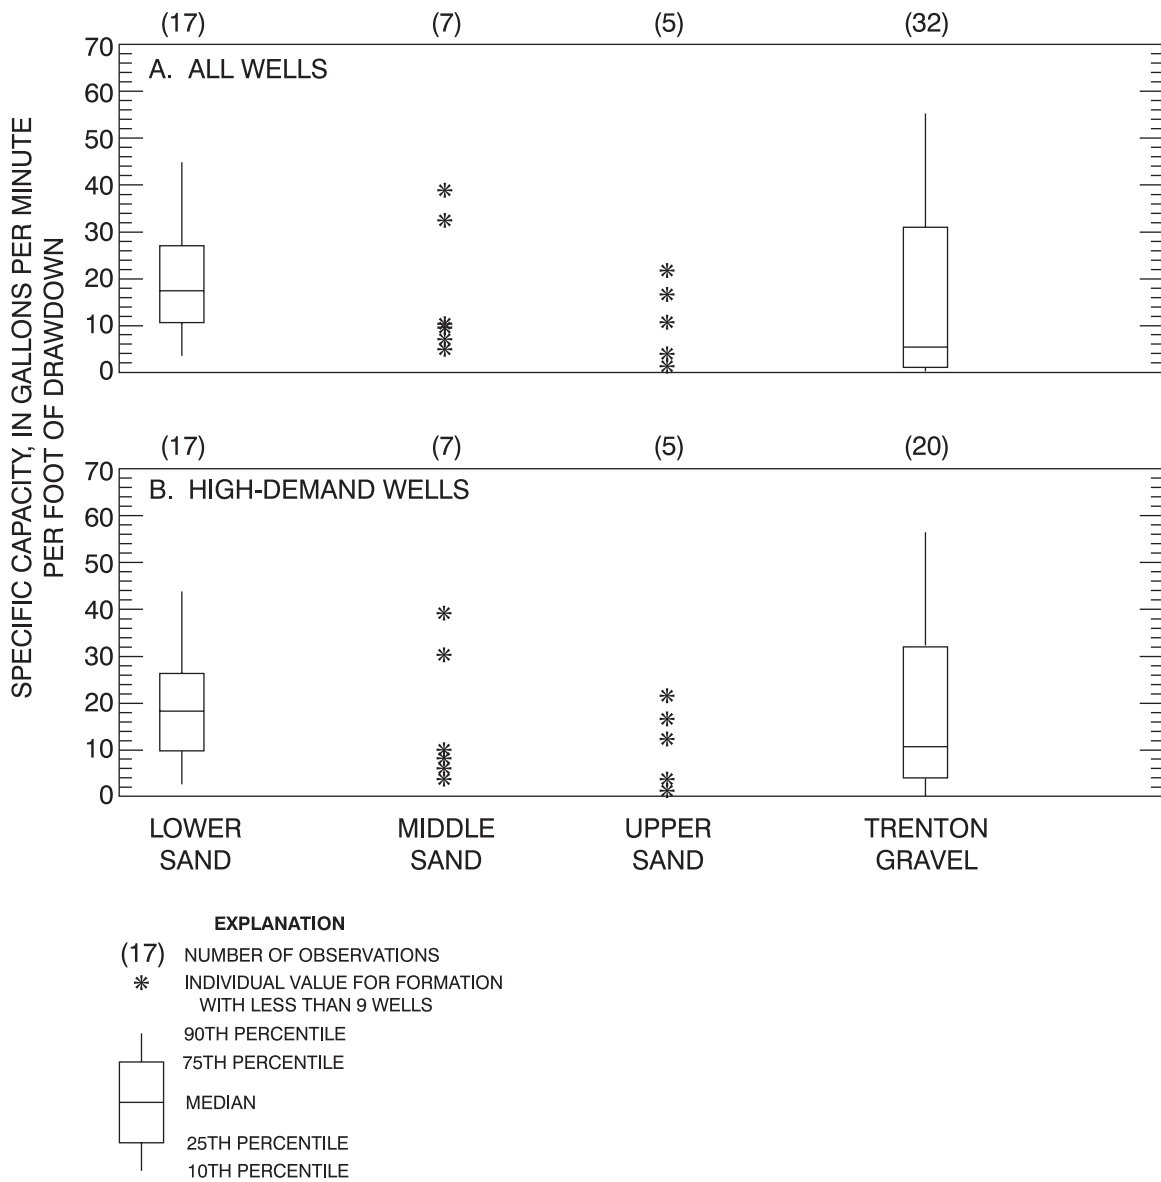 (17) (7) (5) (32)
A. ALL WELLS
70
60
50
40
30
20
10
0
SPECIFIC CAPACITY, IN GALLONS PER MINUTE
PER FOOT OF DRAWDOWN
(17) (7) (5) (20)
B. HIGH-DEMAND WELLS
70
60
50
40
30
20
10
0
LOWER
SAND
MIDDLE
SAND
UPPER
SAND
TRENTON
GRAVEL
EXPLANATION
(17) NUMBER OF OBSERVATIONS
* INDIVIDUAL VALUE FOR FORMATION
WITH LESS THAN 9 WELLS
90TH PERCENTILE
75TH PERCENTILE
MEDIAN
25TH PERCENTILE
10TH PERCENTILE